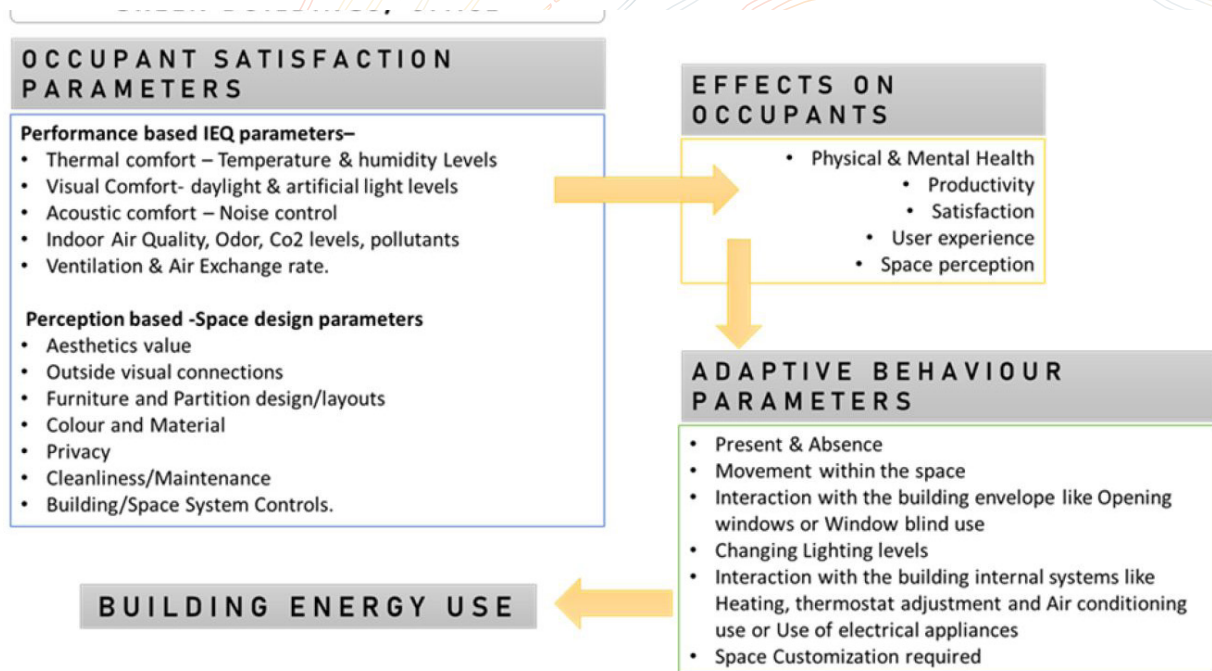 OCCUPANT SATISFACTION
PARAMETERS
Performance based IEQ parameters–
• Thermal comfort – Temperature & humidity Levels
• Visual Comfort- daylight & artificial light levels
• Acoustic comfort – Noise control
• Indoor Air Quality, Odor, Co2 levels, pollutants
• Ventilation & Air Exchange rate.
Perception based -Space design parameters
• Aesthetics value
• Outside visual connections
• Furniture and Partition design/layouts
• Colour and Material
• Privacy
• Cleanliness/Maintenance
• Building/Space System Controls.
EFFECTS ON
OCCUPANTS
• Physical & Mental Health
• Productivity
• Satisfaction
• User experience
• Space perception
ADAPTIVE BEHAVIOUR
PARAMETERS
• Present & Absence
• Movement within the space
• Interaction with the building envelope like Opening
windows or Window blind use
• Changing Lighting levels
• Interaction with the building internal systems like
Heating, thermostat adjustment and Air conditioning
use or Use of electrical appliances
• Space Customization required
BUILDING ENERGY USE